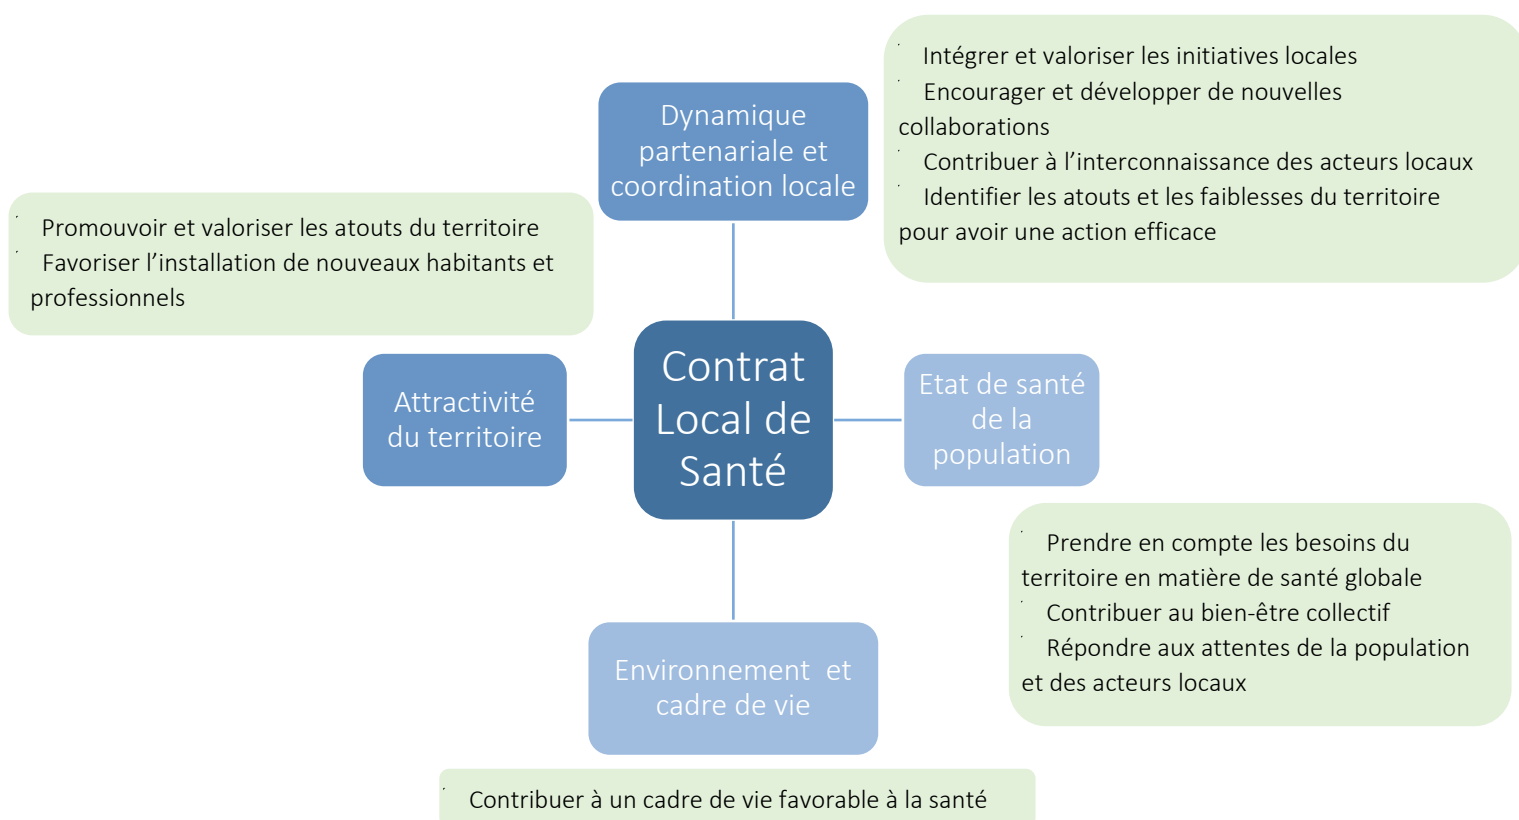 Dynamique
partenariale et
coordination locale
Intégrer et valoriser les initiatives locales
Encourager et développer de nouvelles
collaborations
Contribuer à l’interconnaissance des acteurs locaux
Identifier les atouts et les faiblesses du territoire
pour avoir une action efficace
Promouvoir et valoriser les atouts du territoire
Favoriser l’installation de nouveaux habitants et
professionnels
Attractivité
du territoire
Contrat
Local de
Santé
Etat de santé
de la
population
Prendre en compte les besoins du
territoire en matière de santé globale
Contribuer au bien-être collectif
Répondre aux attentes de la population
et des acteurs locaux
Environnement et
cadre de vie
Contribuer à un cadre de vie favorable à la santé